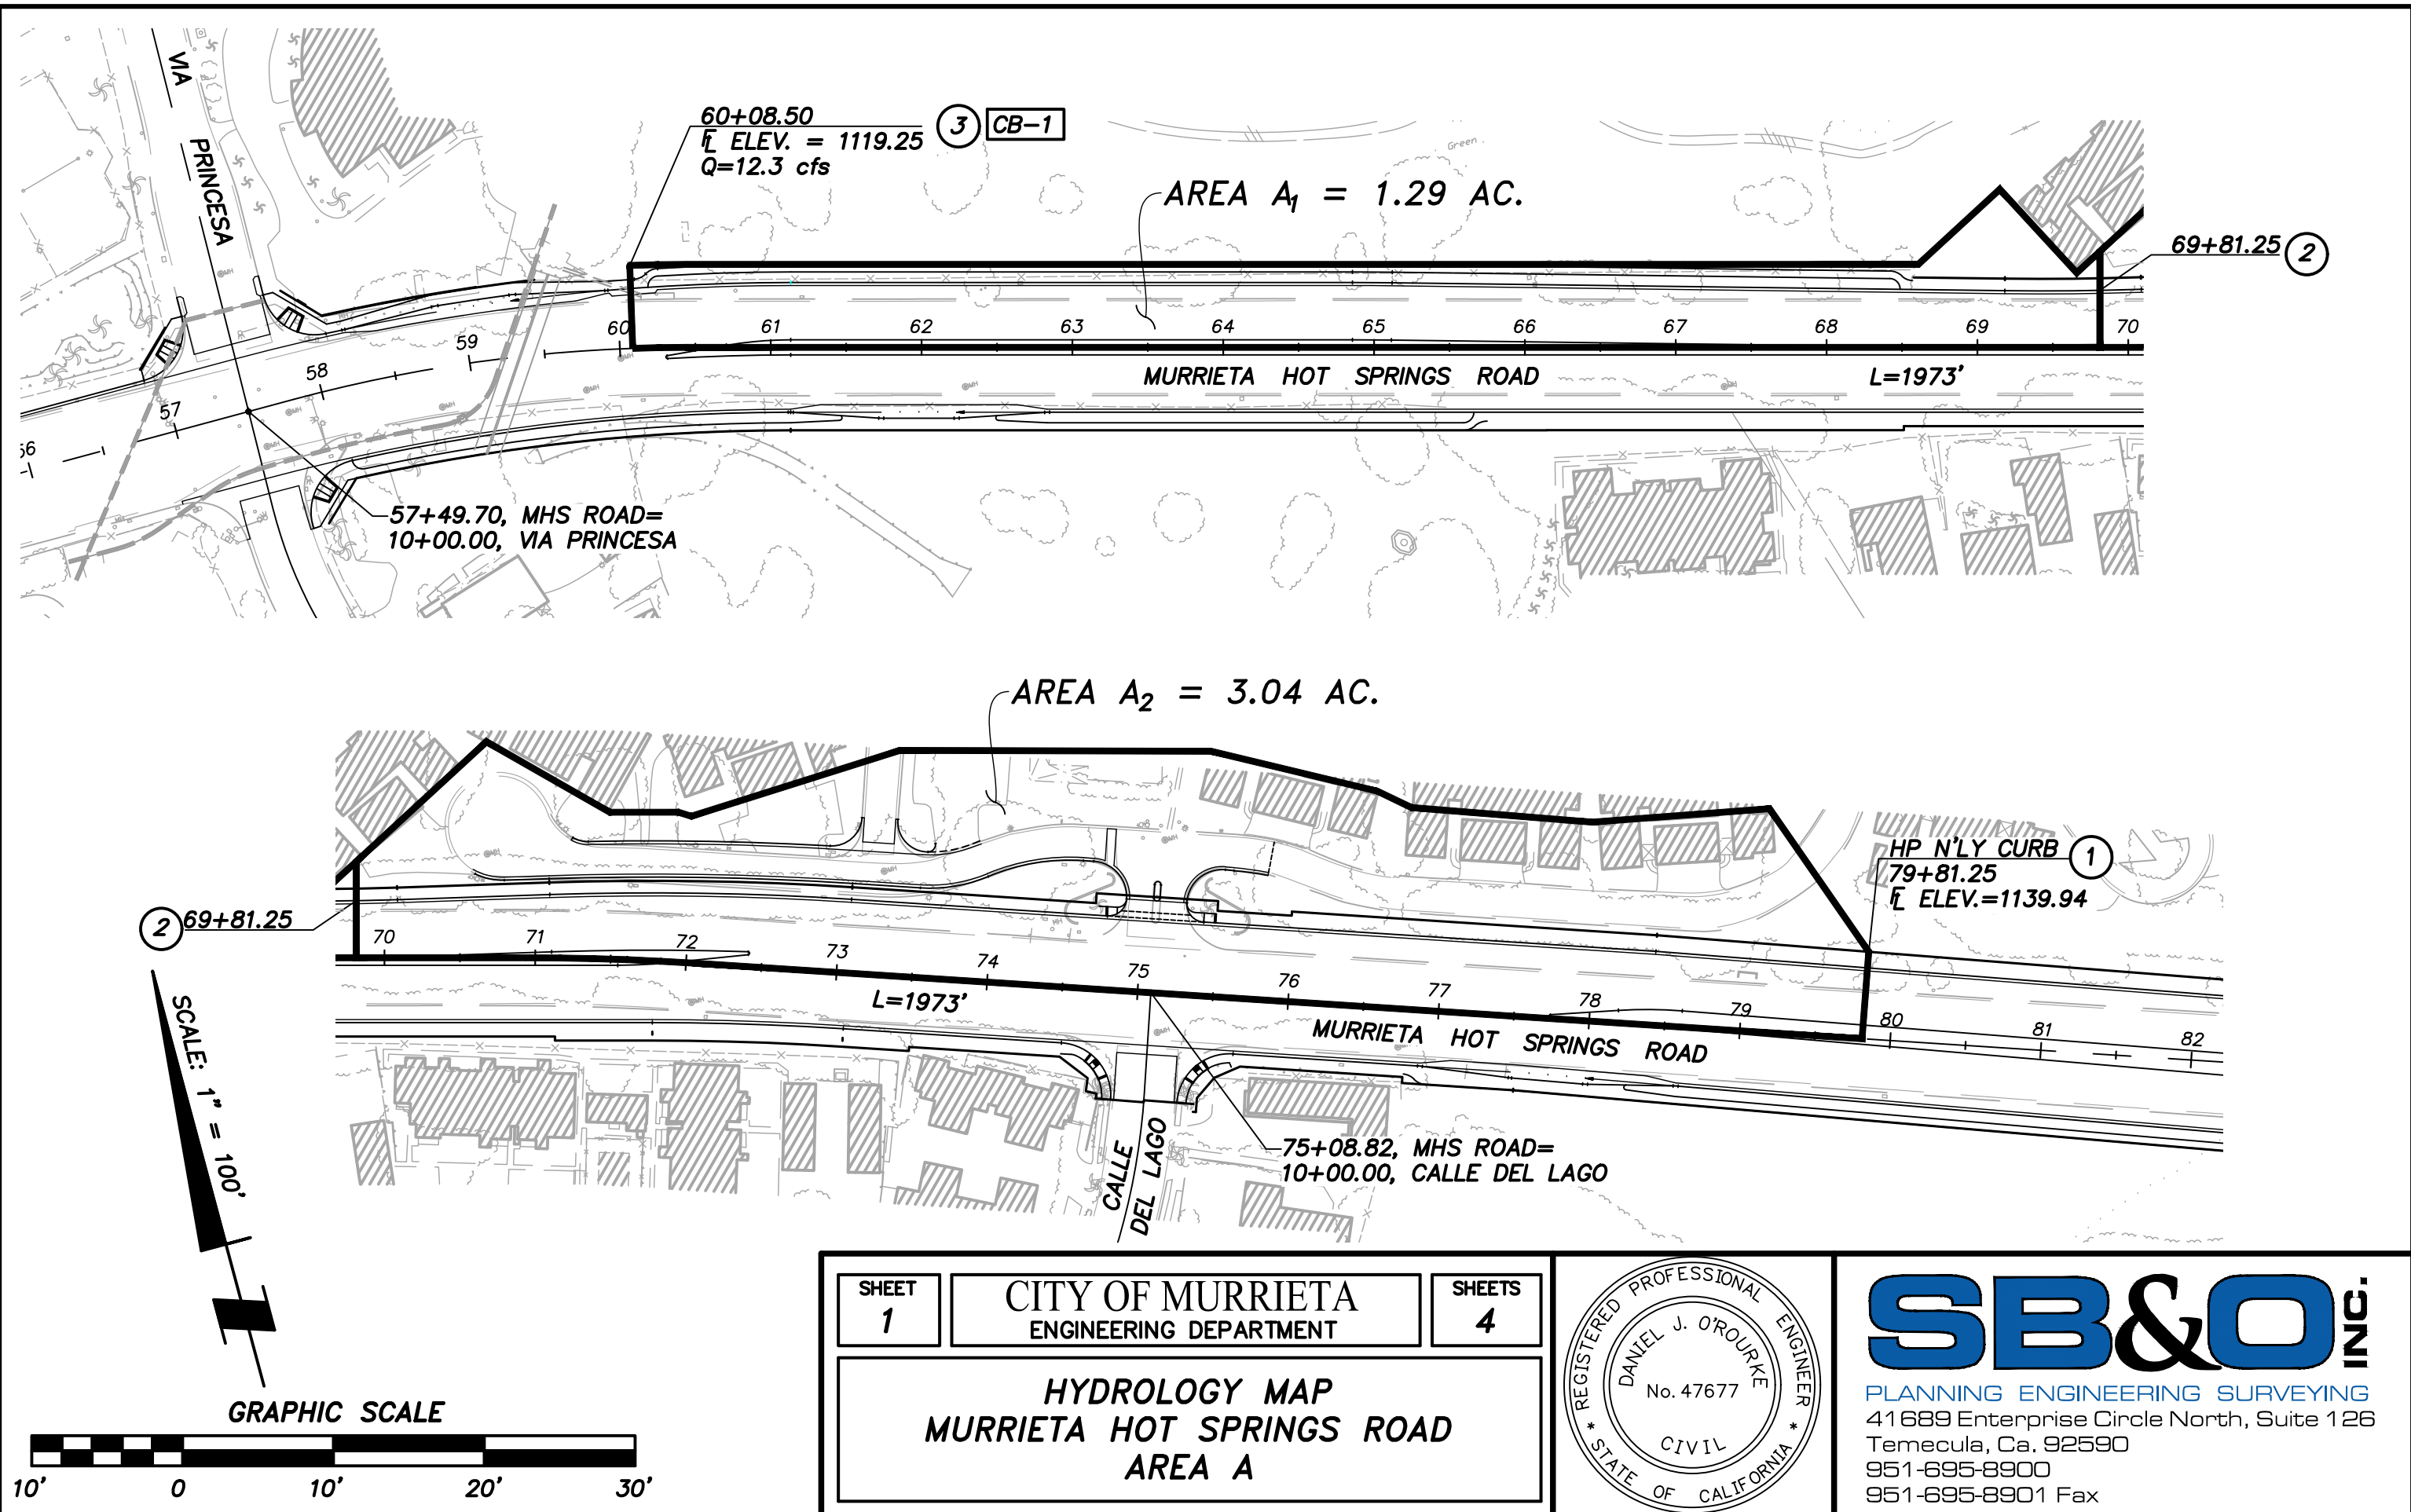 VIA PRINCESA
60+08.50
FL ELEV. = 1119.25
Q=12.3 cfs
3
CB-1
AREA A1 = 1.29 AC.
Green
69+81.25
2
56
57
58
59
60
61
62
63
64
65
66
67
68
69
70
MURRIETA HOT SPRINGS ROAD
L=1973'
57+49.70, MHS ROAD=
10+00.00, VIA PRINCESA
AREA A2 = 3.04 AC.
HP N'LY CURB
79+81.25
FL ELEV.=1139.94
1
2
69+81.25
70
71
72
73
74
75
76
77
78
79
80
81
82
L=1973'
MURRIETA HOT SPRINGS ROAD
75+08.82, MHS ROAD=
10+00.00, CALLE DEL LAGO
CALLE
DEL LAGO
SCALE: 1" = 100'
GRAPHIC SCALE
10' 0 10' 20' 30'
SHEET
1
CITY OF MURRIETA
ENGINEERING DEPARTMENT
SHEETS
4
HYDROLOGY MAP
MURRIETA HOT SPRINGS ROAD
AREA A
REGISTERED PROFESSIONAL ENGINEER
DANIEL J. O'ROURKE
No. 47677
CIVIL
* STATE OF CALIFORNIA *
SB&O INC.
PLANNING ENGINEERING SURVEYING
41689 Enterprise Circle North, Suite 126
Temecula, Ca. 92590
951-695-8900
951-695-8901 Fax